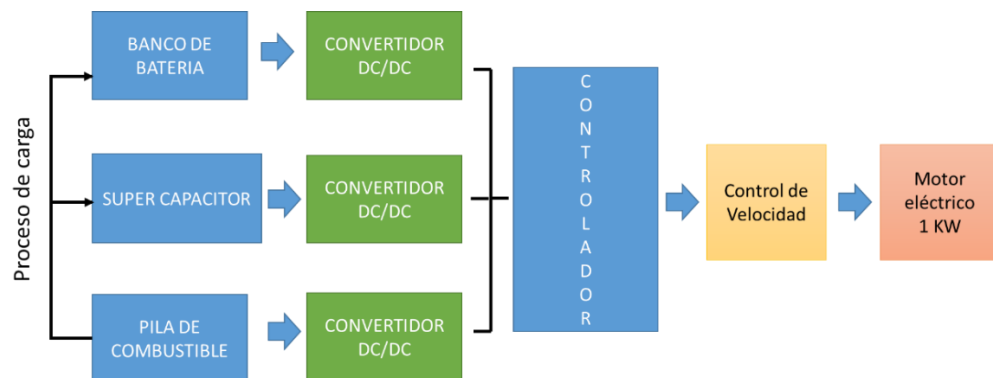 Proceso de carga
BANCO DE
BATERIA
CONVERTIDOR
DC/DC
SUPER CAPACITOR
CONVERTIDOR
DC/DC
PILA DE
COMBUSTIBLE
CONVERTIDOR
DC/DC
C
O
N
T
R
O
L
A
D
O
R
Control de
Velocidad
Motor
eléctrico
1 KW